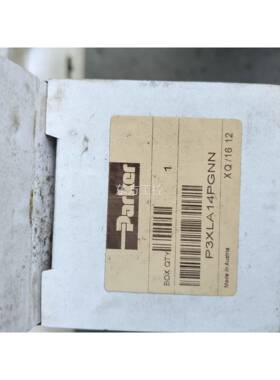 Parker
BOX QTY 1
P3XLA14PGNN
XQ/16 12
Made in Austria